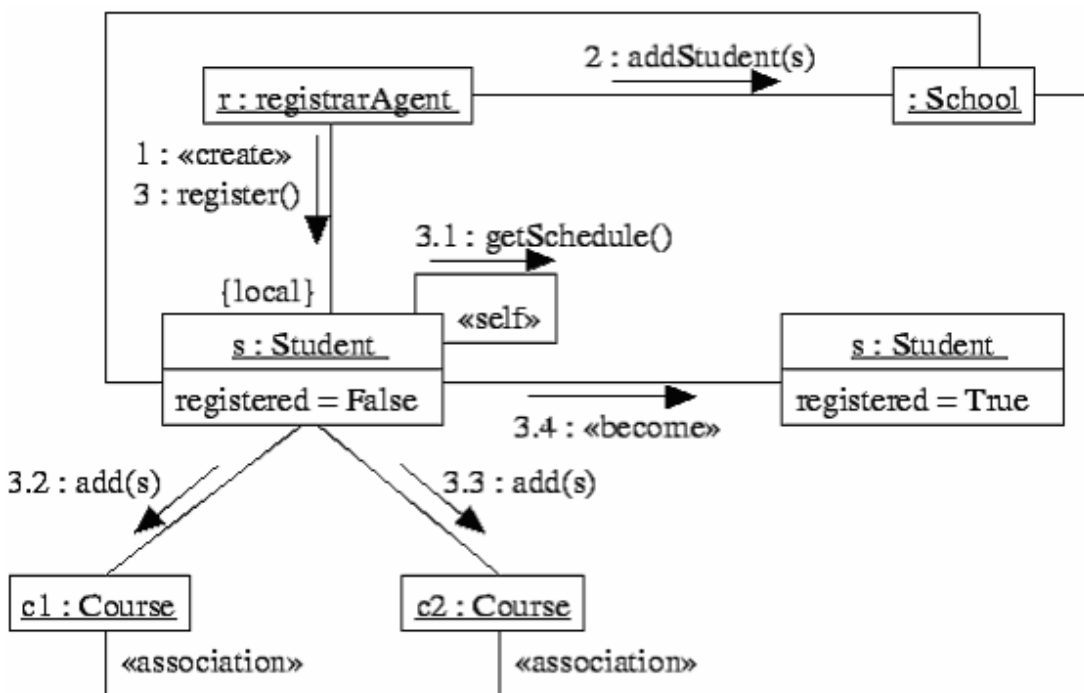 2 : addStudent(s)
r : registrarAgent
: School
1 : «create»
3 : register()
3.1 : getSchedule()
{local}
«self»
s : Student
registered = False
s : Student
registered = True
3.4 : «become»
3.2 : add(s)
3.3 : add(s)
c1 : Course
c2 : Course
«association»
«association»